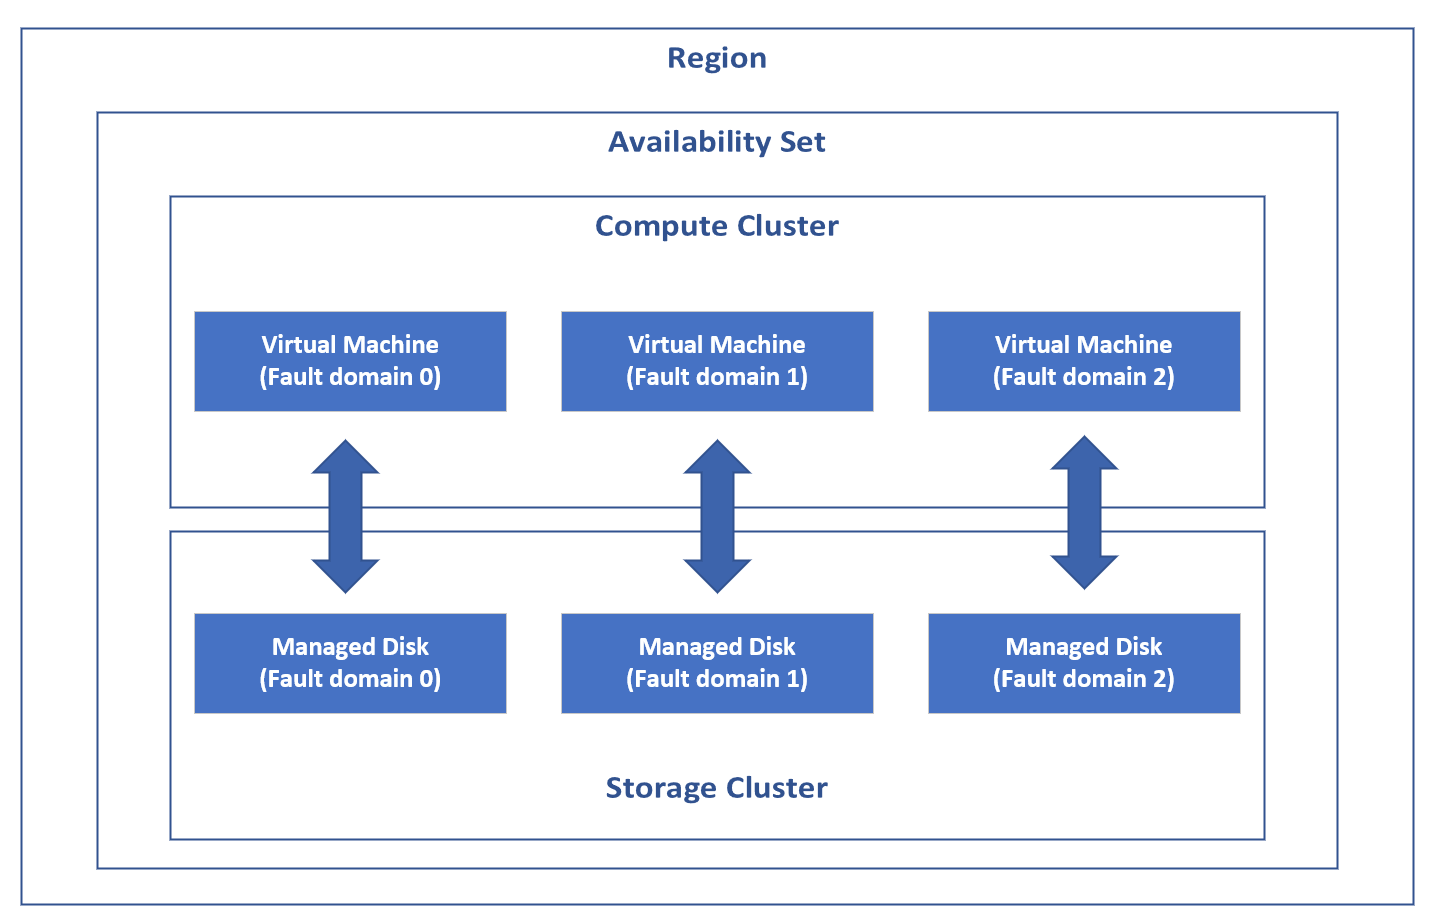 Region
Availability Set
Compute Cluster
Virtual Machine
(Fault domain 0)
Virtual Machine
(Fault domain 1)
Virtual Machine
(Fault domain 2)
Managed Disk
(Fault domain 0)
Managed Disk
(Fault domain 1)
Managed Disk
(Fault domain 2)
Storage Cluster